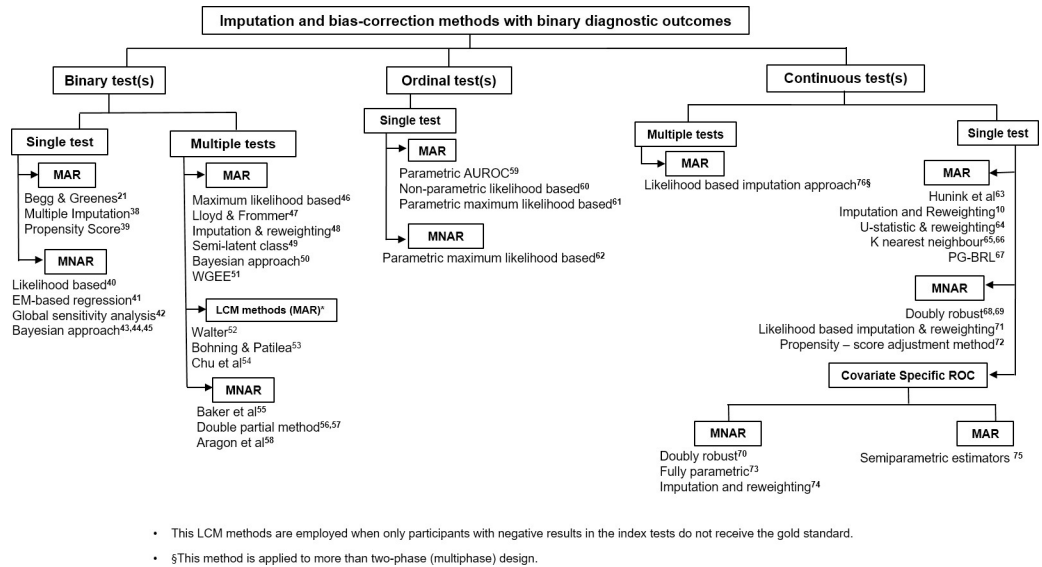 Imputation and bias-correction methods with binary diagnostic outcomes
Binary test(s)
Single test
MAR
Begg & Greenes21
Multiple Imputation38
Propensity Score39
MNAR
Likelihood based40
EM-based regression41
Global sensitivity analysis42
Bayesian approach43,44,45
Multiple tests
MAR
Maximum likelihood based46
Lloyd & Frommer47
Imputation & reweighting48
Semi-latent class49
Bayesian approach50
WGEE51
LCM methods (MAR)*
Walter52
Bohning & Patilea53
Chu et al54
MNAR
Baker et al55
Double partial method56,57
Aragon et al58
Ordinal test(s)
Single test
MAR
Parametric AUROC59
Non-parametric likelihood based60
Parametric maximum likelihood based61
MNAR
Parametric maximum likelihood based62
Continuous test(s)
Multiple tests
MAR
Likelihood based imputation approach76§
Single test
MAR
Hunink et al63
Imputation and Reweighting10
U-statistic & reweighting64
K nearest neighbour65,66
PG-BRL67
MNAR
Doubly robust68,69
Likelihood based imputation & reweighting71
Propensity – score adjustment method72
Covariate Specific ROC
MNAR
Doubly robust70
Fully parametric73
Imputation and reweighting74
MAR
Semiparametric estimators 75
• This LCM methods are employed when only participants with negative results in the index tests do not receive the gold standard.
• §This method is applied to more than two-phase (multiphase) design.